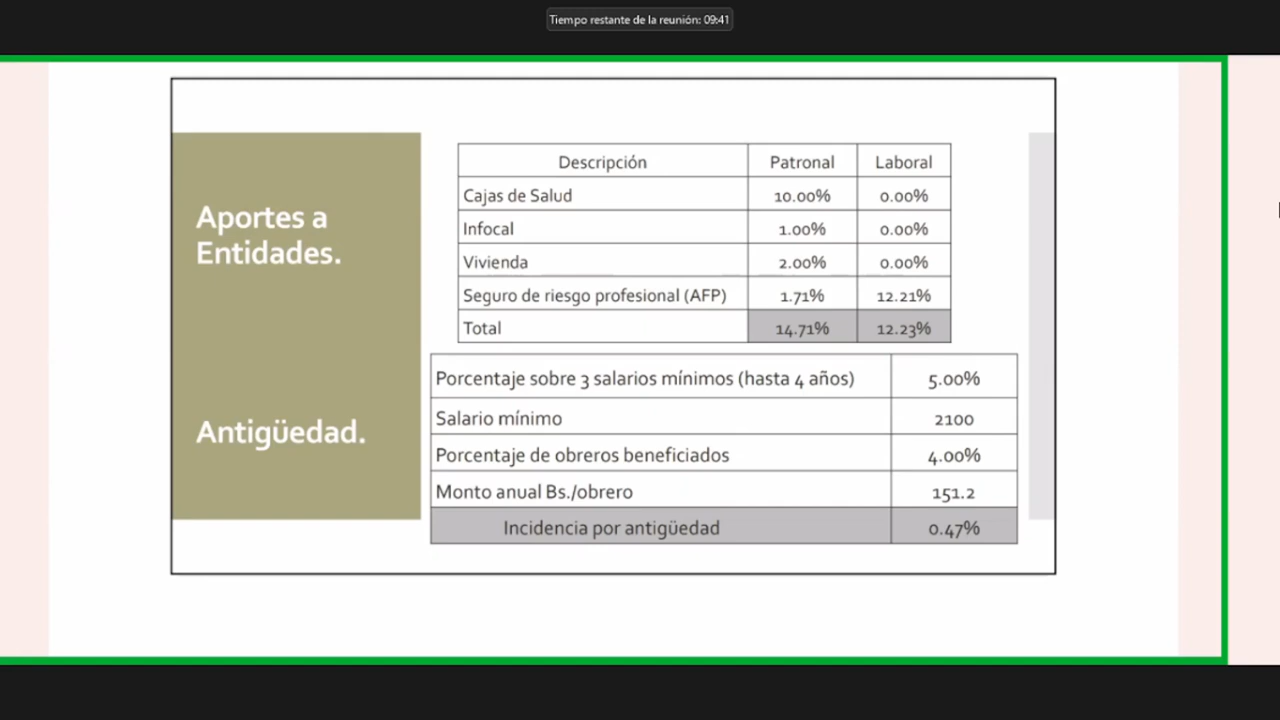 Tiempo restante de la reunión: 09:41
Aportes a
Entidades.
Antigüedad.
Descripción Patronal Laboral
Cajas de Salud 10.00% 0.00%
Infocal 1.00% 0.00%
Vivienda 2.00% 0.00%
Seguro de riesgo profesional (AFP) 1.71% 12.21%
Total 14.71% 12.23%
Porcentaje sobre 3 salarios mínimos (hasta 4 años) 5.00%
Salario mínimo 2100
Porcentaje de obreros beneficiados 4.00%
Monto anual Bs./obrero 151.2
Incidencia por antigüedad 0.47%